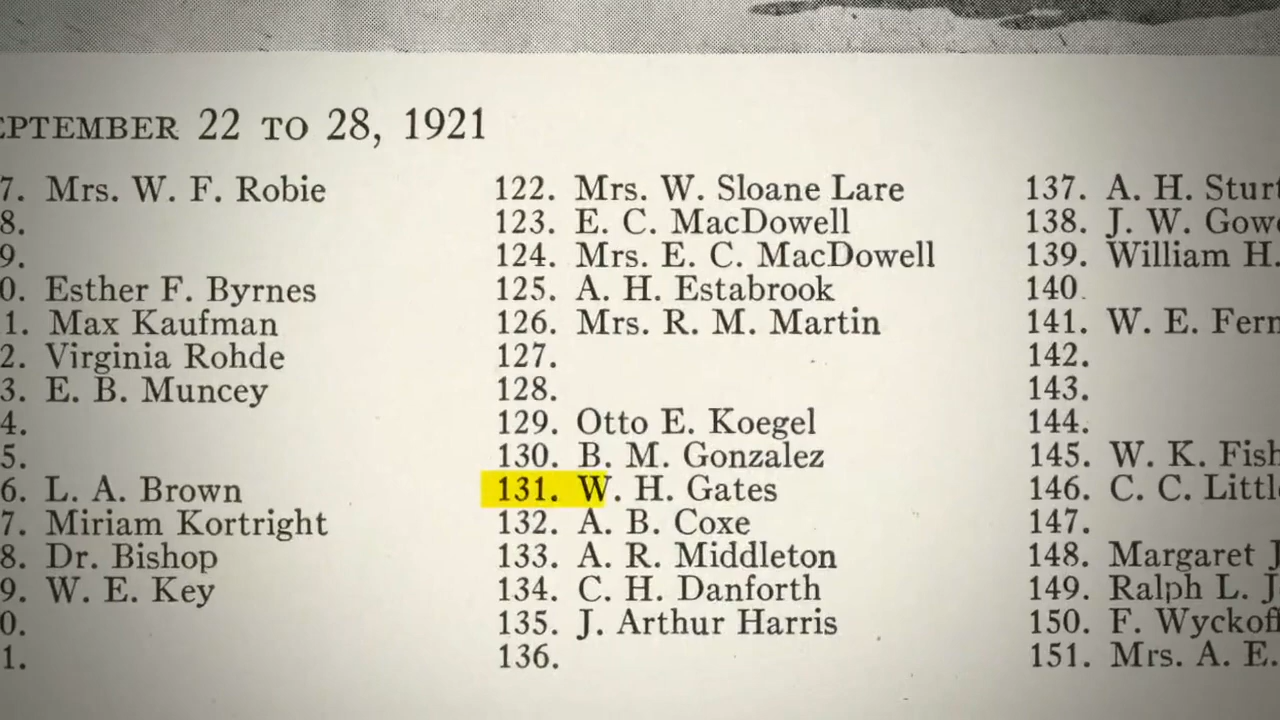 SEPTEMBER 22 TO 28, 1921
7. Mrs. W. F. Robie
8.
9.
0. Esther F. Byrnes
1. Max Kaufman
2. Virginia Rohde
3. E. B. Muncey
4.
5.
6. L. A. Brown
7. Miriam Kortright
8. Dr. Bishop
9. W. E. Key
0.
1.
122. Mrs. W. Sloane Lare
123. E. C. MacDowell
124. Mrs. E. C. MacDowell
125. A. H. Estabrook
126. Mrs. R. M. Martin
127.
128.
129. Otto E. Koegel
130. B. M. Gonzalez
131. W. H. Gates
132. A. B. Coxe
133. A. R. Middleton
134. C. H. Danforth
135. J. Arthur Harris
136.
137. A. H.
138. J. W.
139. William H.
140.
141. W. E.
142.
143.
144.
145. W. K.
146. C. C.
147.
148. Margaret
149. Ralph L.
150. F.
151. Mrs. A. E.